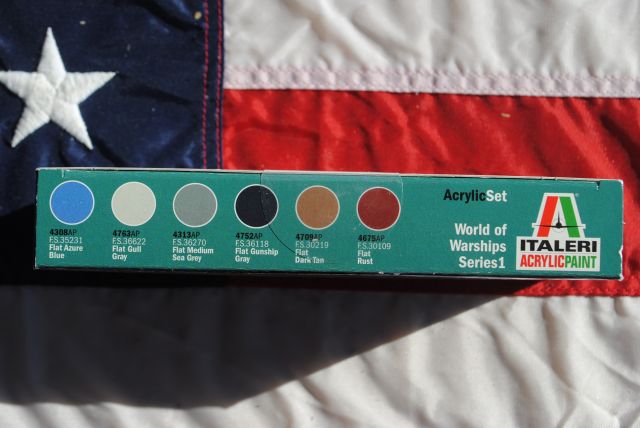 4308AP
F.S.35231
Flat Azure
Blue
4763AP
F.S.36622
Flat Gull
Gray
4313AP
F.S.36270
Flat Medium
Sea Grey
4752AP
F.S.36118
Flat Gunship
Gray
4709AP
F.S.30219
Flat
Dark Tan
4675AP
F.S.30109
Flat
Rust
AcrylicSet
World of
Warships
Series1
ITALERI
ACRYLICPAINT